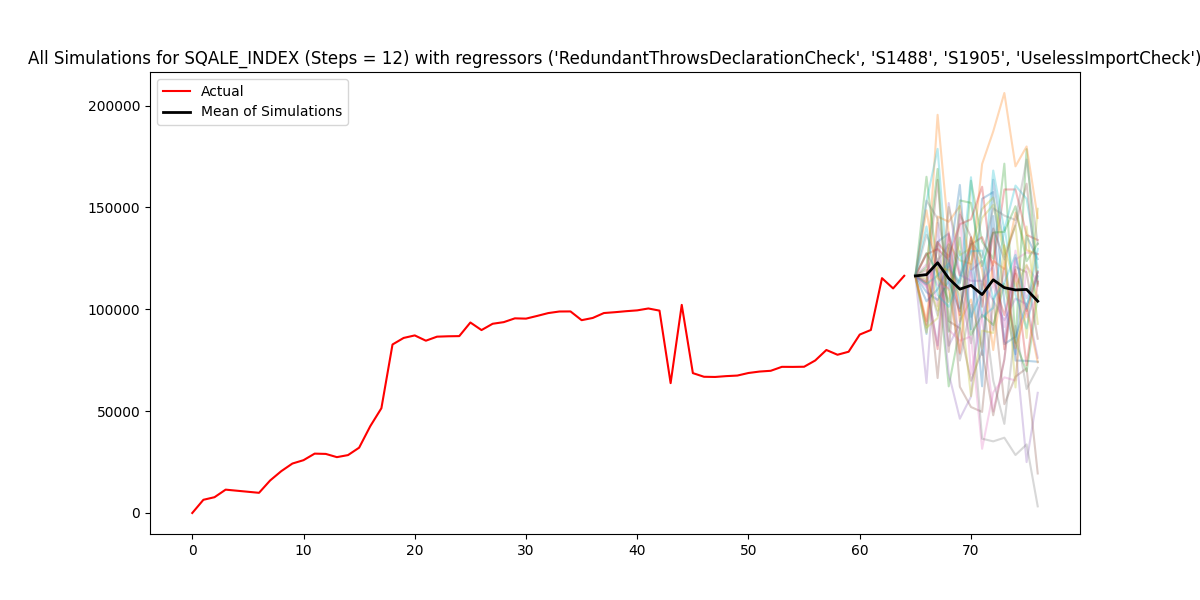 All Simulations for SQALE_INDEX (Steps = 12) with regressors ('RedundantThrowsDeclarationCheck', 'S1488', 'S1905', 'UselessImportCheck')
Actual
Mean of Simulations
200000
150000
100000
50000
0
0 10 20 30 40 50 60 70